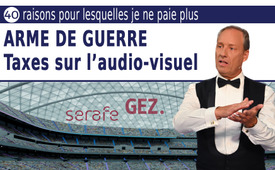 40 raisons pour lesquelles je ne paie plus
ARME DE GUERRE
Taxes sur l'audio-visuel
serafe GEZ.